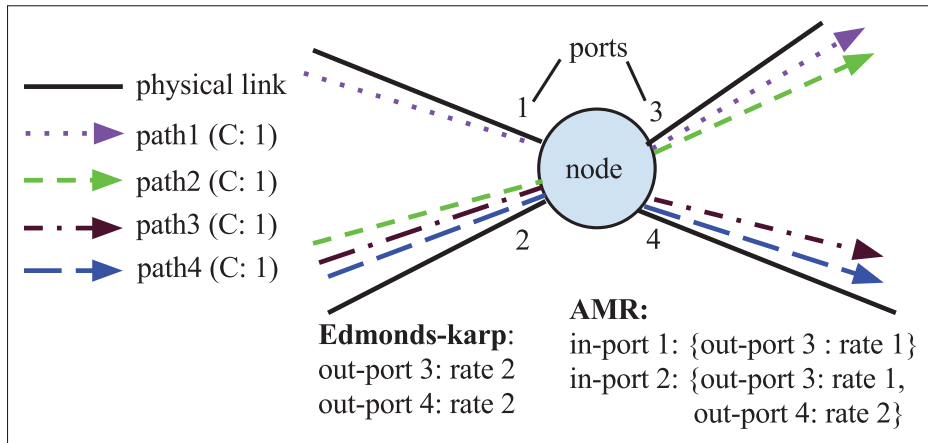 ports
physical link
path1 (C: 1)
path2 (C: 1)
path3 (C: 1)
path4 (C: 1)
1
3
node
2
4
Edmonds-karp:
out-port 3: rate 2
out-port 4: rate 2
AMR:
in-port 1: {out-port 3 : rate 1}
in-port 2: {out-port 3: rate 1,
out-port 4: rate 2}